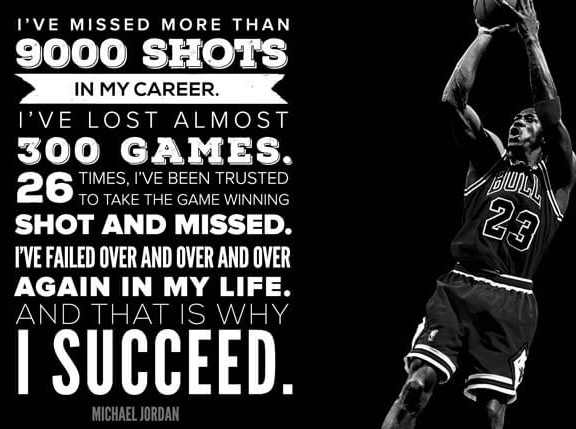 I'VE MISSED MORE THAN
9000 SHOTS
IN MY CAREER.
I'VE LOST ALMOST
300 GAMES.
26 TIMES, I'VE BEEN TRUSTED
TO TAKE THE GAME WINNING
SHOT AND MISSED.
I'VE FAILED OVER AND OVER AND OVER
AGAIN IN MY LIFE.
AND THAT IS WHY
I SUCCEED.
MICHAEL JORDAN
BULL
23